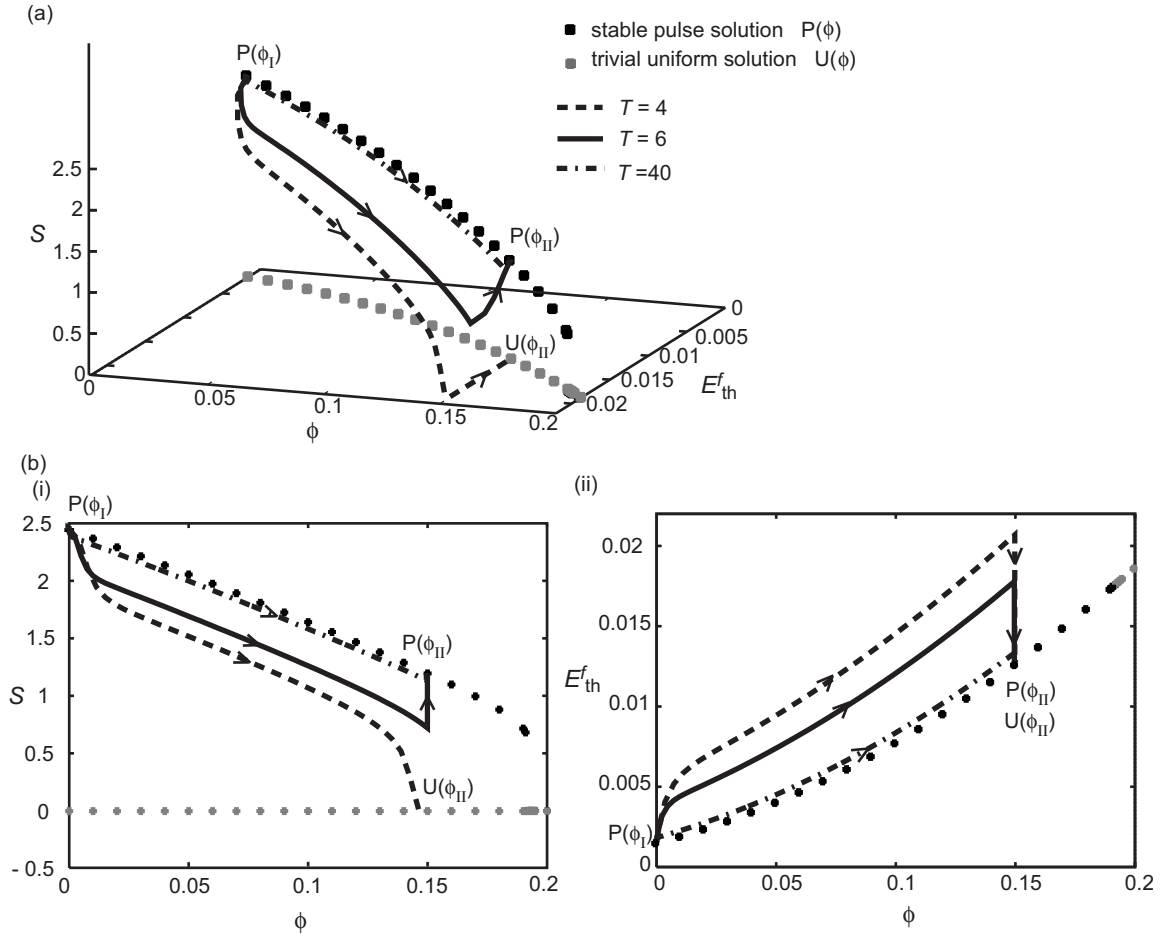 (a)
P(ϕI)
stable pulse solution P(ϕ)
trivial uniform solution U(ϕ)
T = 4
T = 6
T =40
2.5
2
1.5
1
0.5
0
S
P(ϕII)
U(ϕII)
0
0.05
0.1
0.15
0.2
ϕ
0
0.005
0.01
0.015
0.02
E^f_th
(b)
(i)
P(ϕI)
2.5
2
1.5
1
0.5
0
- 0.5
S
P(ϕII)
U(ϕII)
0
0.05
0.1
0.15
0.2
ϕ
(ii)
0.02
0.015
0.01
0.005
0
E^f_th
P(ϕI)
P(ϕII)
U(ϕII)
0
0.05
0.1
0.15
0.2
ϕ